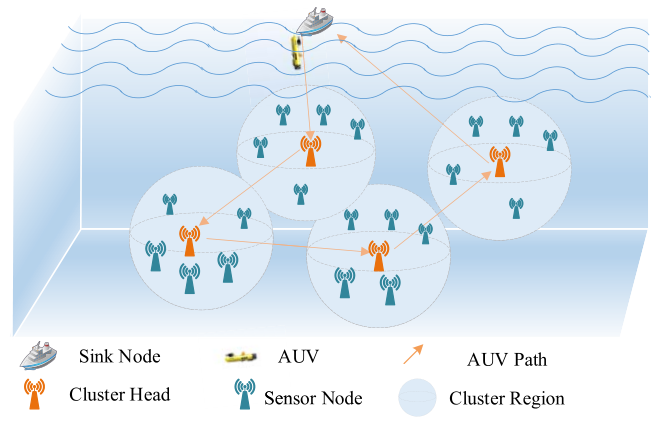 Sink Node
AUV
AUV Path
Cluster Head
Sensor Node
Cluster Region